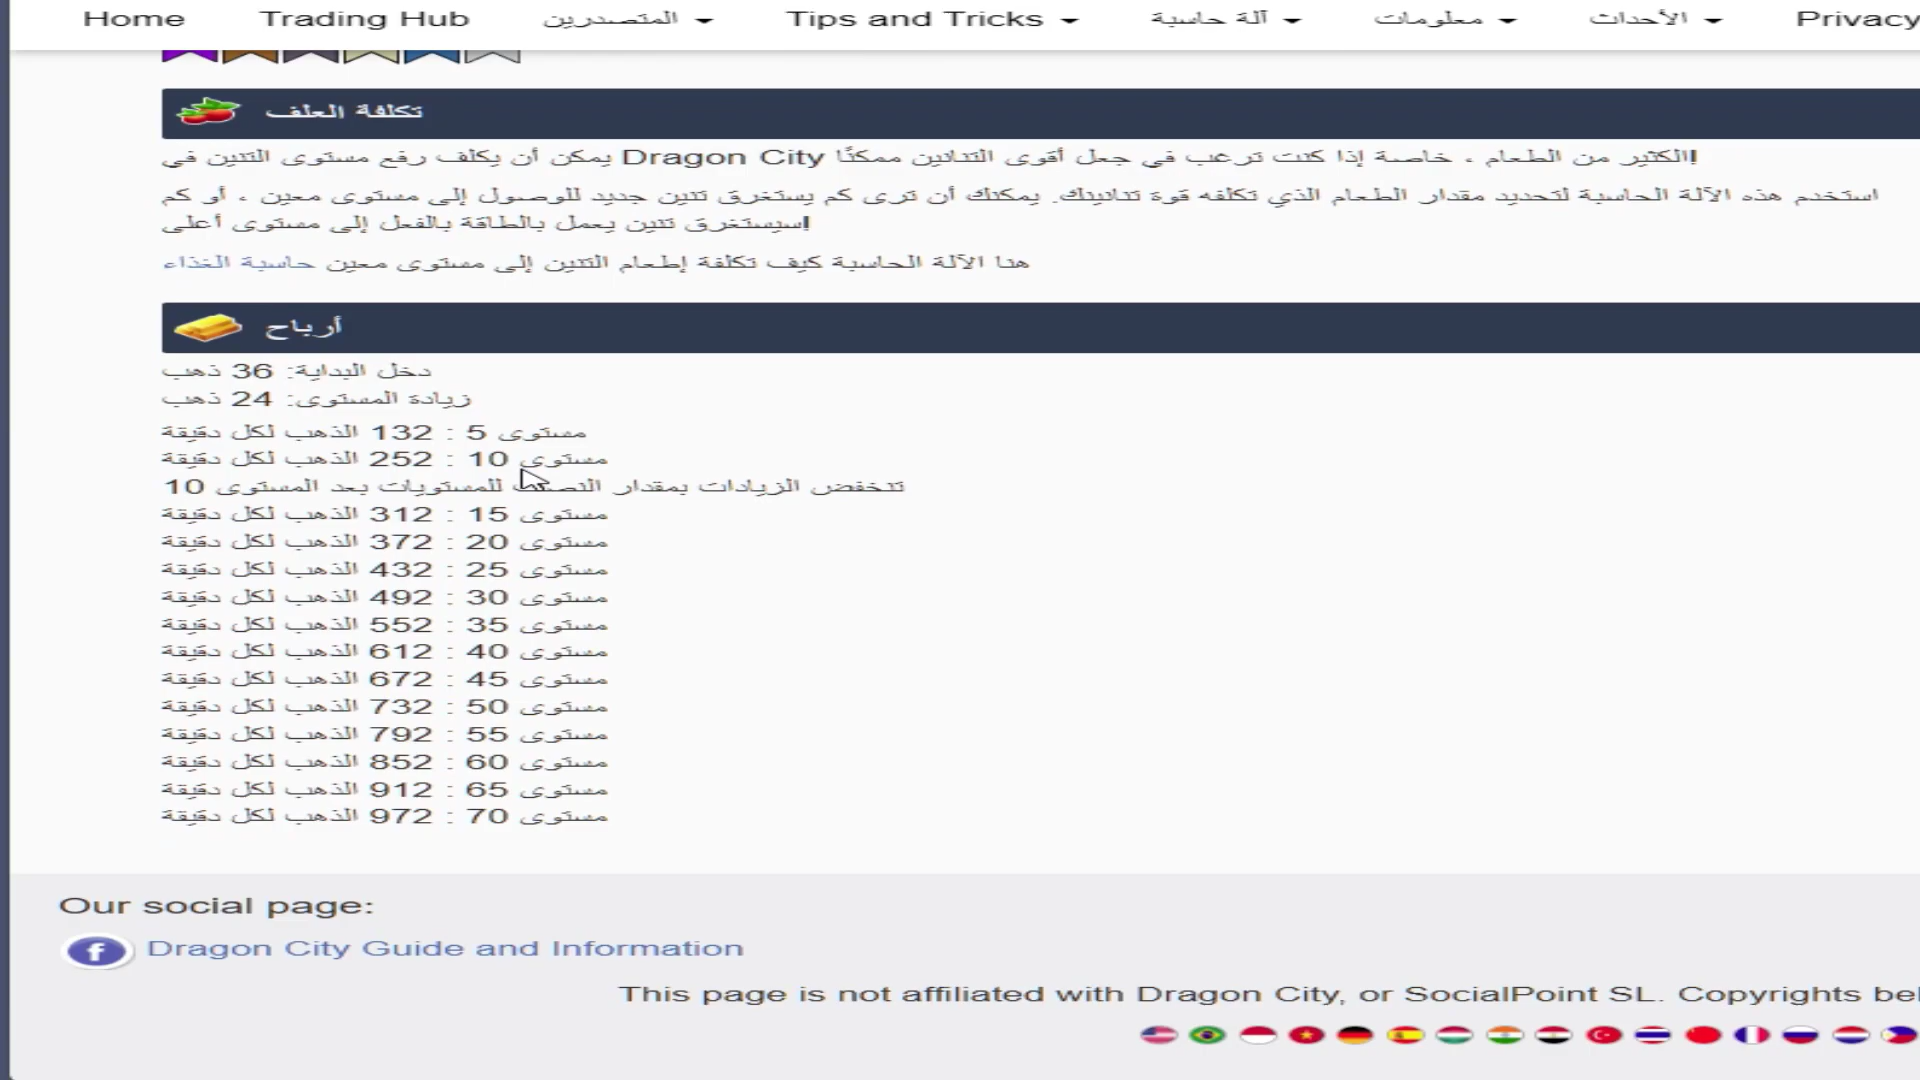 Home Trading Hub المتصدرين Tips and Tricks آلة حاسبة معلومات الأحداث Privacy
تكلفة العلف
يمكن أن يكلف رفع مستوى التنين في Dragon City الكثير من الطعام ، خاصة إذا كنت ترغب في جعل أقوى التنانين ممكنًا!
استخدم هذه الآلة الحاسبة لتحديد مقدار الطعام الذي تكلفه قوة تنانينك. يمكنك أن ترى كم يستغرق تنين جديد للوصول إلى مستوى معين ، أو كم
سيستغرق تنين يعمل بالطاقة بالفعل إلى مستوى أعلى!
هنا الآلة الحاسبة كيف تكلفة إطعام التنين إلى مستوى معين حاسبة الغذاء
أرباح
دخل البداية: 36 ذهب
زيادة المستوى: 24 ذهب
مستوى 5 : 132 الذهب لكل دقيقة
مستوى 10 : 252 الذهب لكل دقيقة
تنخفض الزيادات بمقدار النصف للمستويات بعد المستوى 10
مستوى 15 : 312 الذهب لكل دقيقة
مستوى 20 : 372 الذهب لكل دقيقة
مستوى 25 : 432 الذهب لكل دقيقة
مستوى 30 : 492 الذهب لكل دقيقة
مستوى 35 : 552 الذهب لكل دقيقة
مستوى 40 : 612 الذهب لكل دقيقة
مستوى 45 : 672 الذهب لكل دقيقة
مستوى 50 : 732 الذهب لكل دقيقة
مستوى 55 : 792 الذهب لكل دقيقة
مستوى 60 : 852 الذهب لكل دقيقة
مستوى 65 : 912 الذهب لكل دقيقة
مستوى 70 : 972 الذهب لكل دقيقة
Our social page:
Dragon City Guide and Information
This page is not affiliated with Dragon City, or SocialPoint SL. Copyrights bel